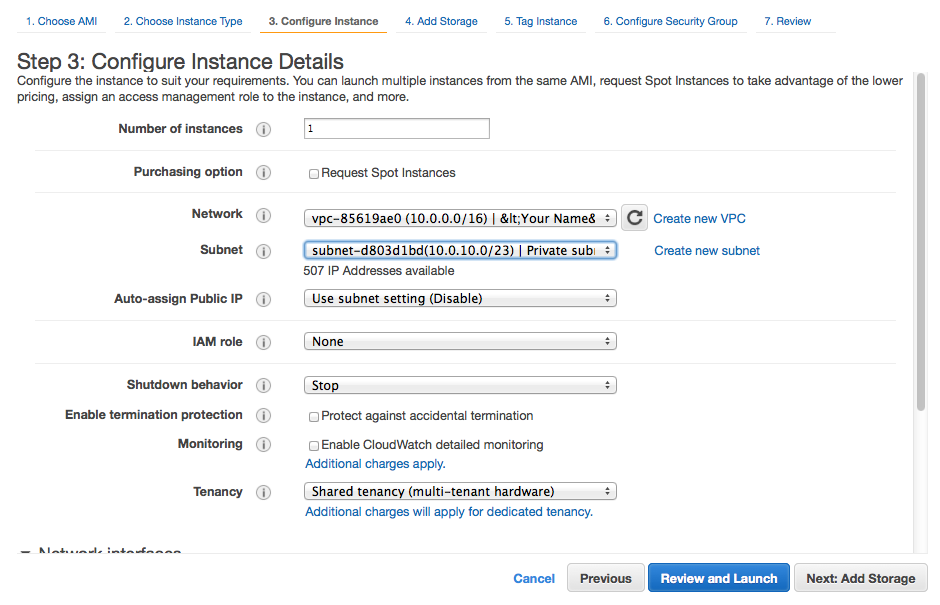 1. Choose AMI 2. Choose Instance Type 3. Configure Instance 4. Add Storage 5. Tag Instance 6. Configure Security Group 7. Review
Step 3: Configure Instance Details
Configure the instance to suit your requirements. You can launch multiple instances from the same AMI, request Spot Instances to take advantage of the lower
pricing, assign an access management role to the instance, and more.
Number of instances 1
Purchasing option Request Spot Instances
Network vpc-85619ae0 (10.0.0.0/16) | &lt;Your Name& Create new VPC
Subnet subnet-d803d1bd(10.0.10.0/23) | Private sub Create new subnet
507 IP Addresses available
Auto-assign Public IP Use subnet setting (Disable)
IAM role None
Shutdown behavior Stop
Enable termination protection Protect against accidental termination
Monitoring Enable CloudWatch detailed monitoring
Additional charges apply.
Tenancy Shared tenancy (multi-tenant hardware)
Additional charges will apply for dedicated tenancy.
Network interfaces
Cancel Previous Review and Launch Next: Add Storage